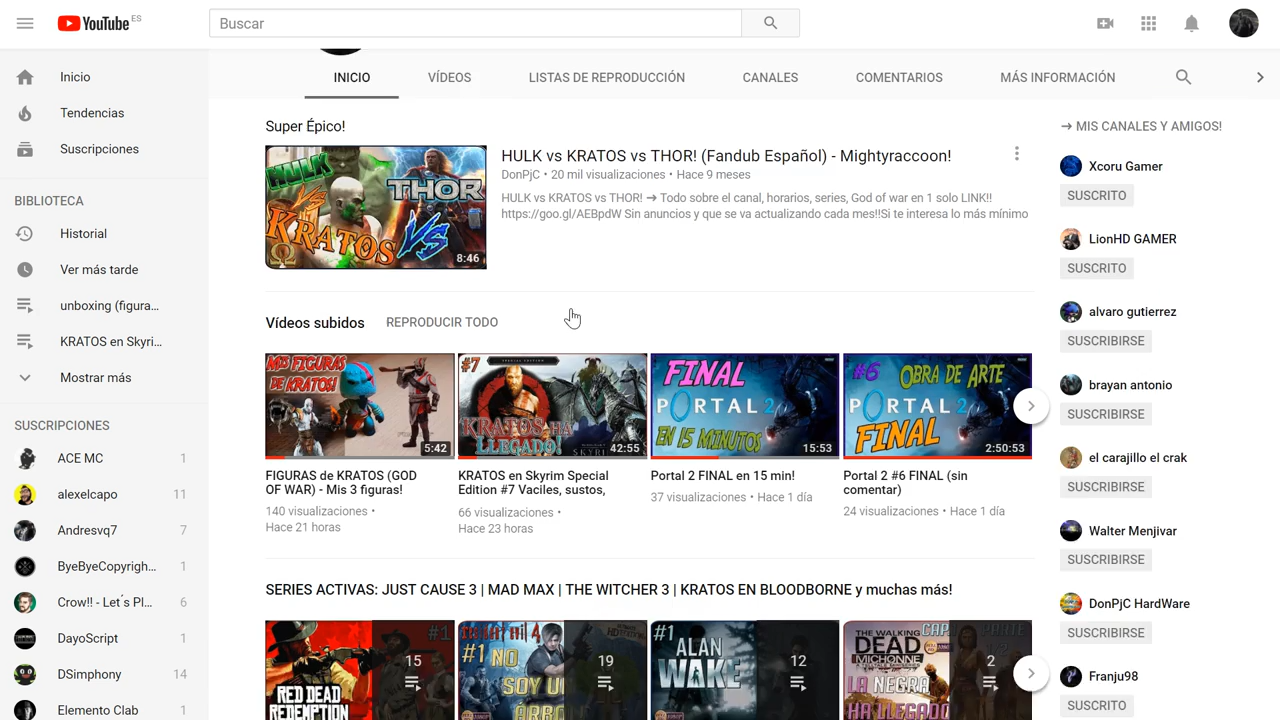 YouTube ES
Buscar
Inicio
Tendencias
Suscripciones
BIBLIOTECA
Historial
Ver más tarde
unboxing (figura...
KRATOS en Skyri...
Mostrar más
SUSCRIPCIONES
ACE MC 1
alexelcapo 11
Andresvq7 7
ByeByeCopyrigh... 1
Crow!! - Let´s Pl... 6
DayoScript 1
DSimphony 14
Elemento Clab 1
INICIO VÍDEOS LISTAS DE REPRODUCCIÓN CANALES COMENTARIOS MÁS INFORMACIÓN
Super Épico!
HULK
THOR
KRATOS
VS
8:46
HULK vs KRATOS vs THOR! (Fandub Español) - Mightyraccoon!
DonPjC • 20 mil visualizaciones • Hace 9 meses
HULK vs KRATOS vs THOR! ➞ Todo sobre el canal, horarios, series, God of war en 1 solo LINK!!
https://goo.gl/AEBpdW Sin anuncios y que se va actualizando cada mes!!Si te interesa lo más mínimo
Vídeos subidos REPRODUCIR TODO
MIS FIGURAS
DE KRATOS!
5:42
FIGURAS de KRATOS (GOD
OF WAR) - Mis 3 figuras!
140 visualizaciones •
Hace 21 horas
#7
SPECIAL EDITION
KRATOS HA
LLEGADO!
SKYRIM
42:55
KRATOS en Skyrim Special
Edition #7 Vaciles, sustos,
66 visualizaciones •
Hace 23 horas
FINAL
PORTAL 2
EN 15 MINUTOS
15:53
Portal 2 FINAL en 15 min!
37 visualizaciones • Hace 1 día
#6 OBRA DE ARTE
PORTAL 2
FINAL
2:50:53
Portal 2 #6 FINAL (sin
comentar)
24 visualizaciones • Hace 1 día
SERIES ACTIVAS: JUST CAUSE 3 | MAD MAX | THE WITCHER 3 | KRATOS EN BLOODBORNE y muchas más!
#1
15
RED DEAD
REDEMPTION
#1 NO
SOY U
ÁRBO
19
#1
ALAN
WAKE
12
THE WALKING
DEAD
MICHONNE
LA NEGRA
HA LLEGADO
2
➞ MIS CANALES Y AMIGOS!
Xcoru Gamer
SUSCRITO
LionHD GAMER
SUSCRITO
alvaro gutierrez
SUSCRIBIRSE
brayan antonio
SUSCRIBIRSE
el carajillo el crak
SUSCRIBIRSE
Walter Menjivar
SUSCRIBIRSE
DonPjC HardWare
SUSCRIBIRSE
Franju98
SUSCRITO